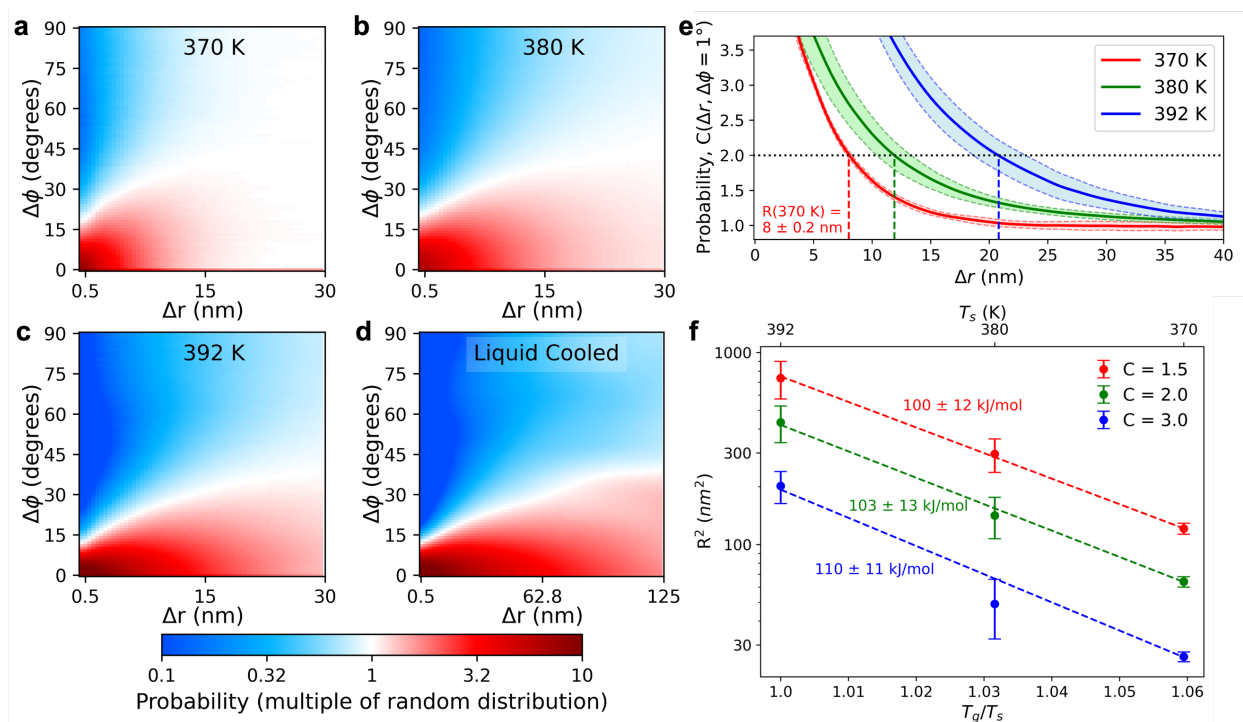 a
370 K
90
75
60
45
30
15
0
Δϕ (degrees)
0.5
15
30
Δr (nm)
b
380 K
90
75
60
45
30
15
0
Δϕ (degrees)
0.5
15
30
Δr (nm)
c
392 K
90
75
60
45
30
15
0
Δϕ (degrees)
0.5
15
30
Δr (nm)
d
Liquid Cooled
90
75
60
45
30
15
0
Δϕ (degrees)
0.5
62.8
125
Δr (nm)
0.1
0.32
1
3.2
10
Probability (multiple of random distribution)
e
Probability, C(Δr, Δϕ = 1°)
3.5
3.0
2.5
2.0
1.5
1.0
370 K
380 K
392 K
R(370 K) =
8 ± 0.2 nm
0
5
10
15
20
25
30
35
40
Δr (nm)
f
T_s (K)
392
380
370
R² (nm²)
1000
300
100
30
C = 1.5
C = 2.0
C = 3.0
100 ± 12 kJ/mol
103 ± 13 kJ/mol
110 ± 11 kJ/mol
1.0
1.01
1.02
1.03
1.04
1.05
1.06
T_g/T_s